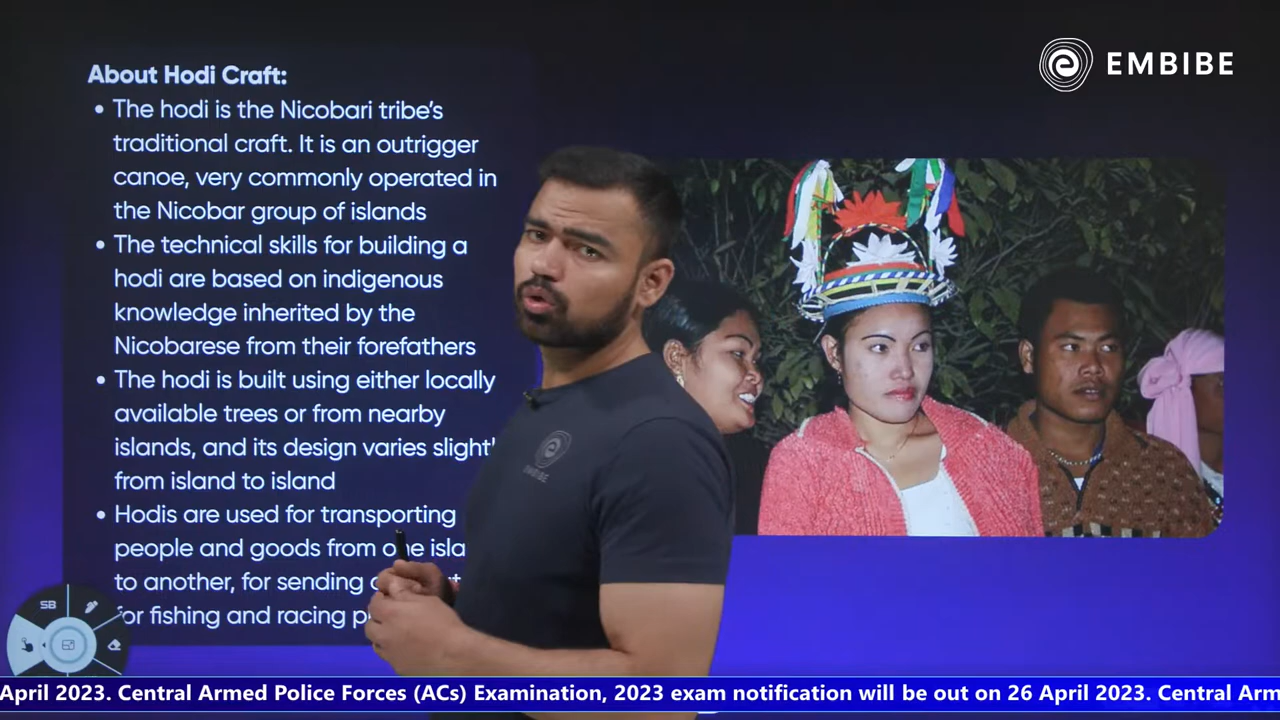 About Hodi Craft:
• The hodi is the Nicobari tribe's
traditional craft. It is an outrigger
canoe, very commonly operated in
the Nicobar group of islands
• The technical skills for building a
hodi are based on indigenous
knowledge inherited by the
Nicobarese from their forefathers
• The hodi is built using either locally
available trees or from nearby
islands, and its design varies
from island to island
• Hodis are used for transporting
people and goods from one
to another, for sending
for fishing and racing
EMBIBE
EMBIBE
SB
April 2023. Central Armed Police Forces (ACs) Examination, 2023 exam notification will be out on 26 April 2023. Central